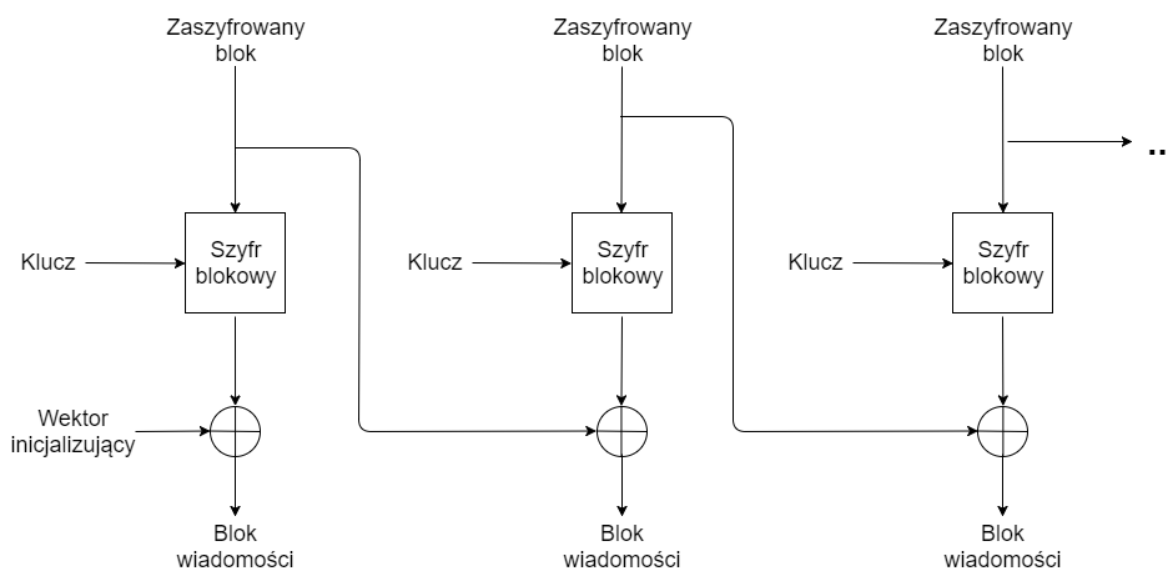 Zaszyfrowany
blok
Zaszyfrowany
blok
Zaszyfrowany
blok
..
Klucz
Szyfr
blokowy
Klucz
Szyfr
blokowy
Klucz
Szyfr
blokowy
Wektor
inicjalizujący
Blok
wiadomości
Blok
wiadomości
Blok
wiadomości